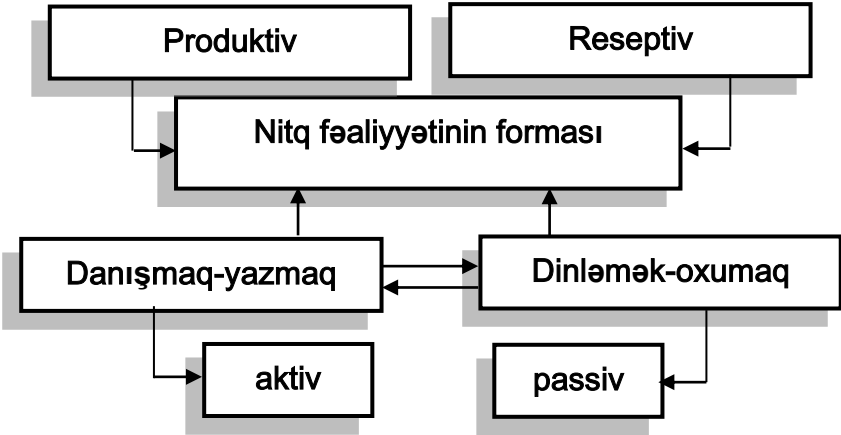 Produktiv
Reseptiv
Nitq fəaliyyətinin forması
Danışmaq-yazmaq
Dinləmək-oxumaq
aktiv
passiv